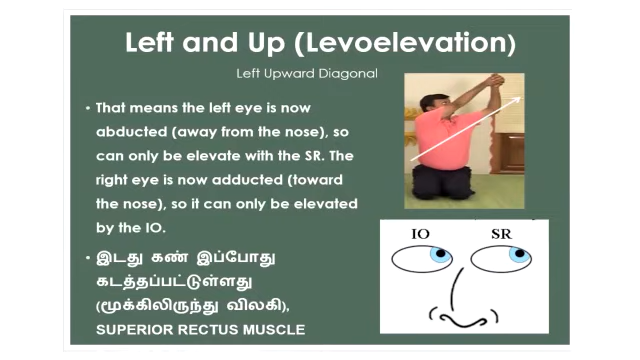 Left and Up (Levoelevation)
Left Upward Diagonal
• That means the left eye is now
abducted (away from the nose), so
can only be elevate with the SR. The
right eye is now adducted (toward
the nose), so it can only be elevated
by the IO.
• இடது கண் இப்போது
கடத்தப்பட்டுள்ளது
(மூக்கிலிருந்து விலகி),
SUPERIOR RECTUS MUSCLE
IO SR